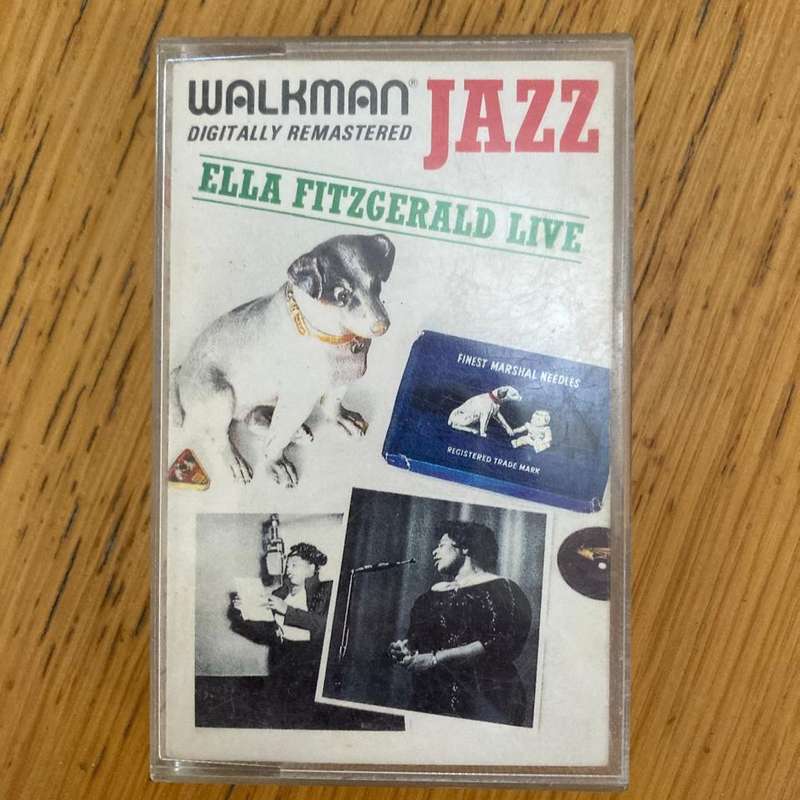 WALKMAN® JAZZ
DIGITALLY REMASTERED
ELLA FITZGERALD LIVE
FINEST MARSHAL NEEDLES
REGISTERED TRADE MARK